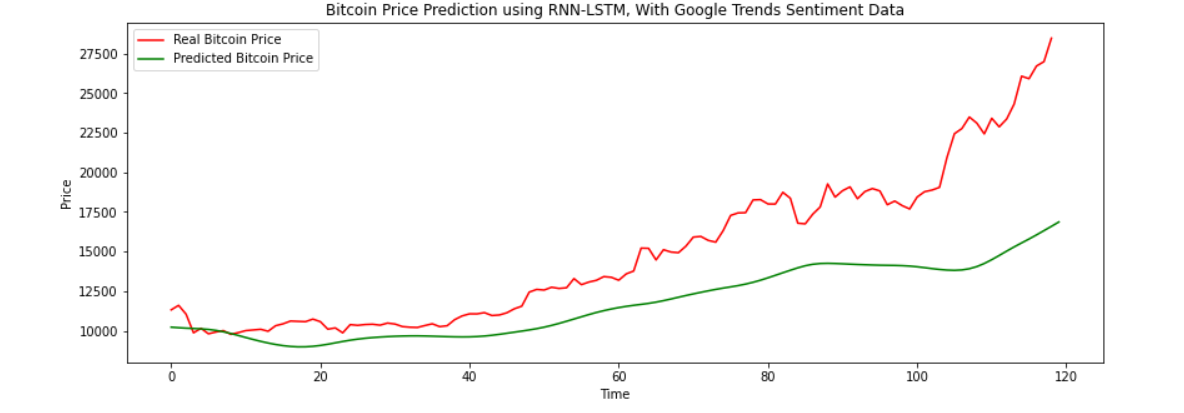 Bitcoin Price Prediction using RNN-LSTM, With Google Trends Sentiment Data
Real Bitcoin Price
Predicted Bitcoin Price
Price
27500
25000
22500
20000
17500
15000
12500
10000
0 20 40 60 80 100 120
Time